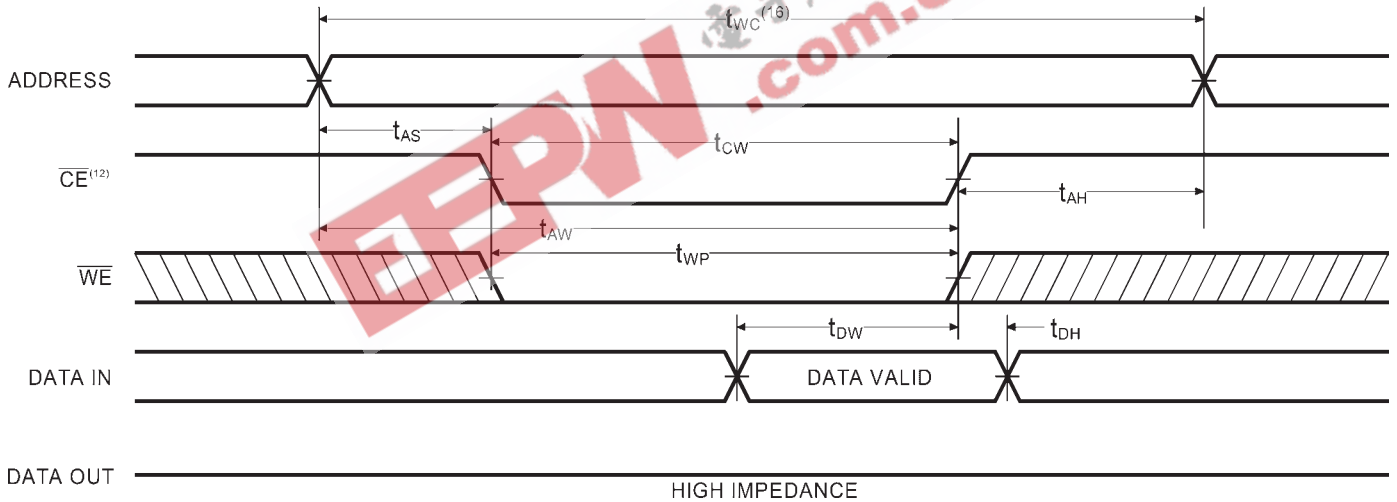 tWC(16)
ADDRESS
tAS
tCW
CE(12)
tAH
tAW
WE
tWP
tDW
tDH
DATA IN
DATA VALID
DATA OUT
HIGH IMPEDANCE
EEPW
.com.c